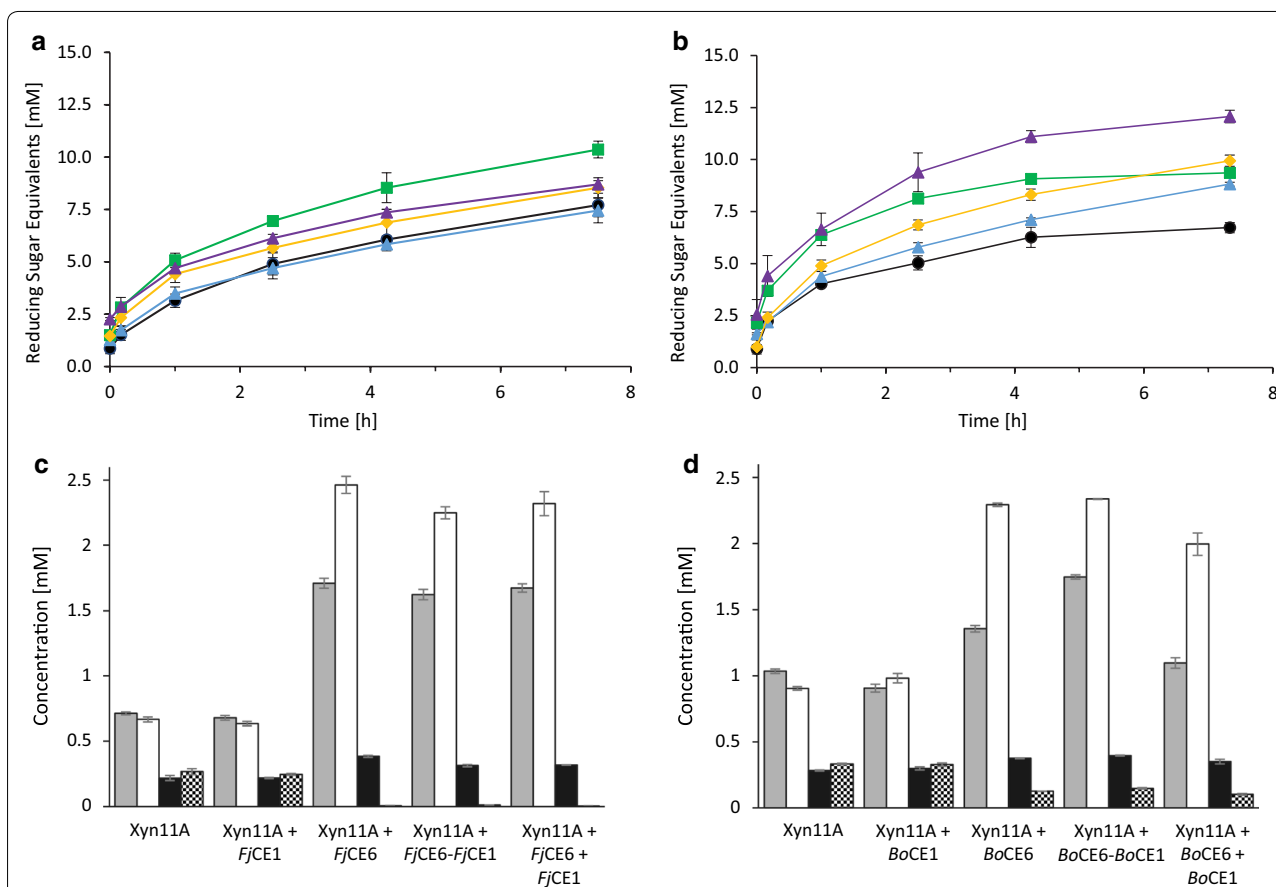 a
15.0
12.5
10.0
7.5
5.0
2.5
0.0
Reducing Sugar Equivalents [mM]
0 2 4 6 8
Time [h]
b
15.0
12.5
10.0
7.5
5.0
2.5
0.0
Reducing Sugar Equivalents [mM]
0 2 4 6 8
Time [h]
c
2.5
2
1.5
1
0.5
0
Concentration [mM]
Xyn11A
Xyn11A +
FjCE1
Xyn11A +
FjCE6
Xyn11A +
FjCE6-FjCE1
Xyn11A +
FjCE6 +
FjCE1
d
2.5
2
1.5
1
0.5
0
Concentration [mM]
Xyn11A
Xyn11A +
BoCE1
Xyn11A +
BoCE6
Xyn11A +
BoCE6-BoCE1
Xyn11A +
BoCE6 +
BoCE1